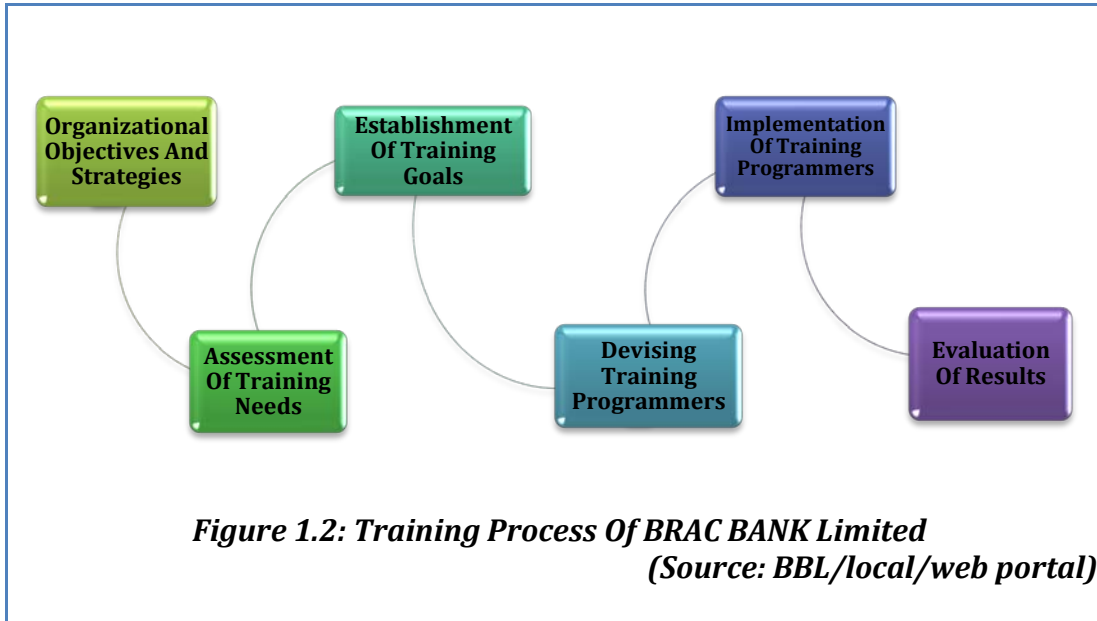 Organizational
Objectives And
Strategies
Assessment
Of Training
Needs
Establishment
Of Training
Goals
Devising
Training
Programmers
Implementation
Of Training
Programmers
Evaluation
Of Results
Figure 1.2: Training Process Of BRAC BANK Limited
(Source: BBL/local/web portal)